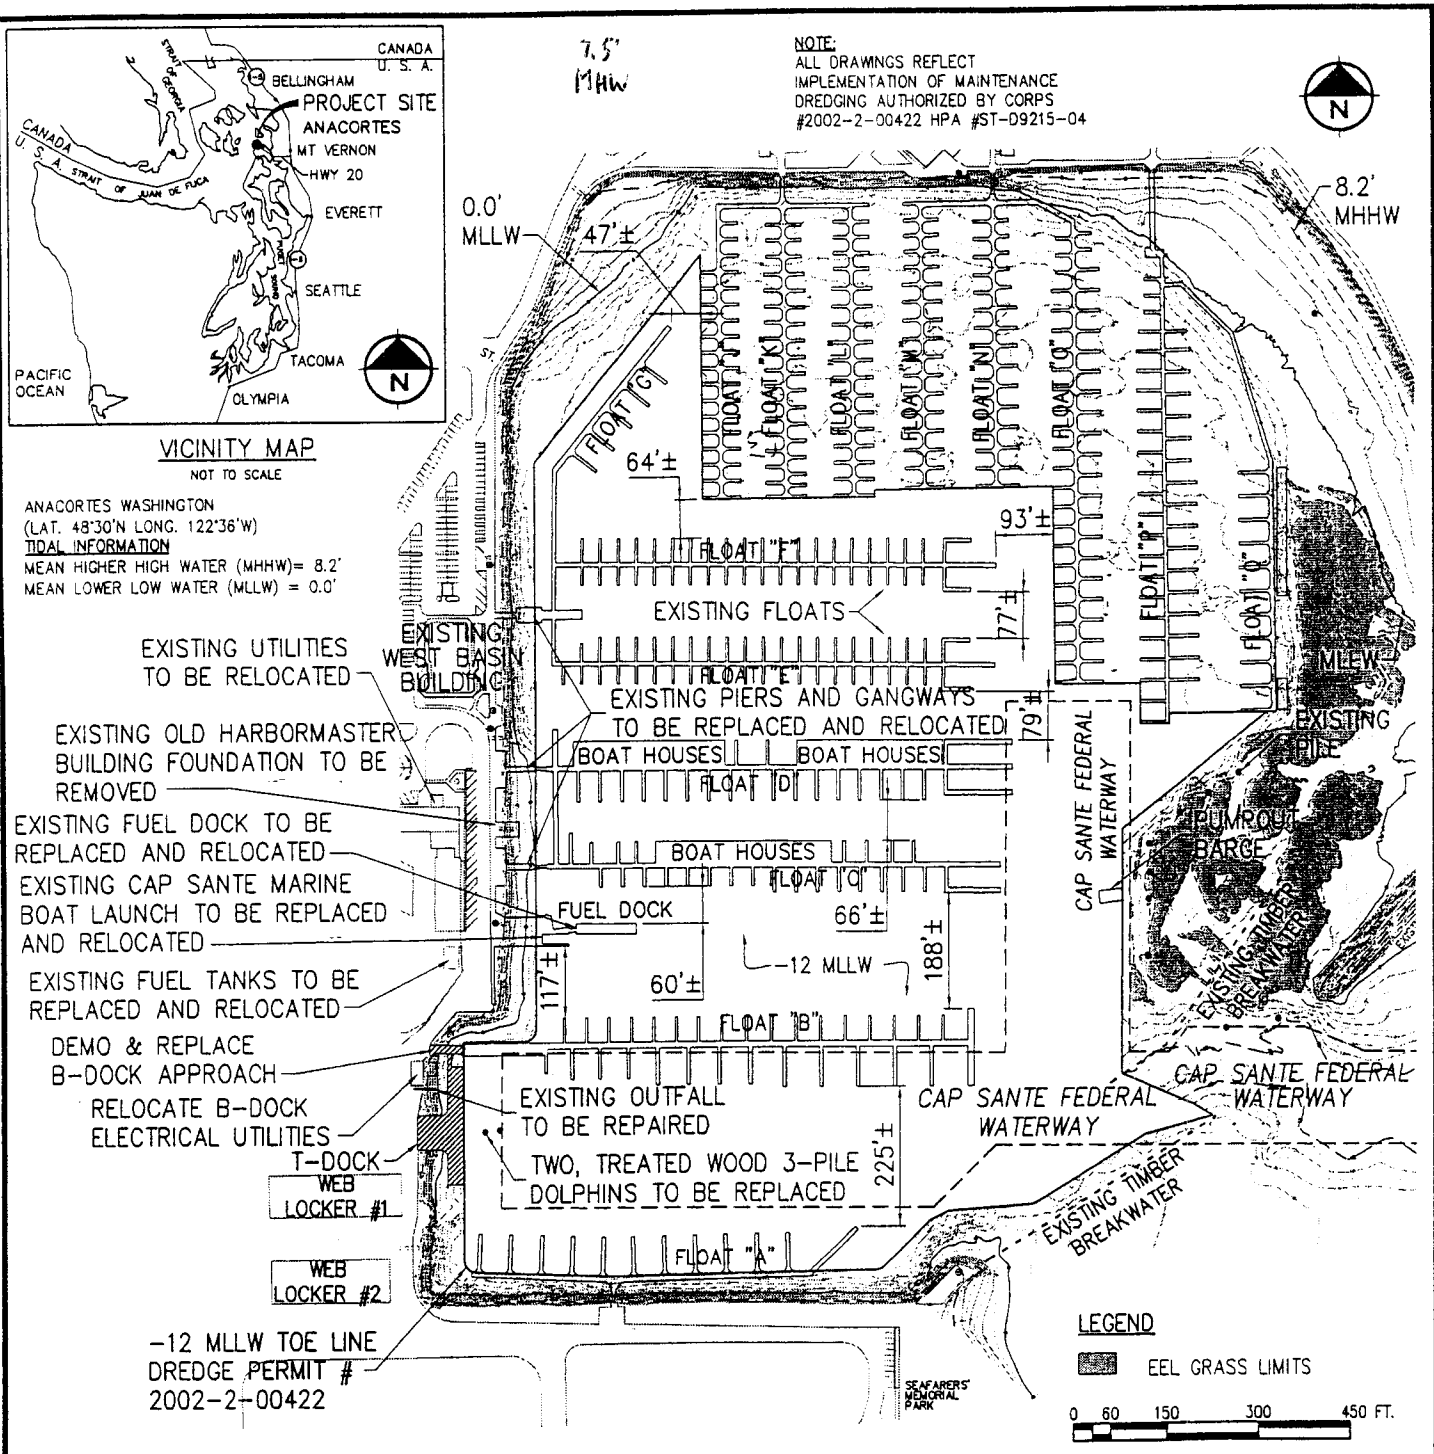 CANADA
U. S. A.
STRAIT OF GEORGIA
BELLINGHAM
PROJECT SITE
ANACORTES
MT VERNON
HWY 20
CANADA
U. S. A.
STRAIT OF JUAN DE FUCA
EVERETT
PUGET SOUND
SEATTLE
TACOMA
PACIFIC
OCEAN
OLYMPIA
N
VICINITY MAP
NOT TO SCALE
ANACORTES WASHINGTON
(LAT. 48°30'N LONG. 122°36'W)
TIDAL INFORMATION
MEAN HIGHER HIGH WATER (MHHW)= 8.2'
MEAN LOWER LOW WATER (MLLW) = 0.0'
7.5'
MHW
NOTE:
ALL DRAWINGS REFLECT
IMPLEMENTATION OF MAINTENANCE
DREDGING AUTHORIZED BY CORPS
#2002-2-00422 HPA #ST-D9215-04
N
8.2'
MHHW
0.0'
MLLW
47'±
ST.
FLOAT "G"
FLOAT "J"
FLOAT "K"
FLOAT "L"
FLOAT "M"
FLOAT "N"
FLOAT "O"
FLOAT "P"
FLOAT "Q"
64'±
93'±
FLOAT "F"
EXISTING FLOATS
77'±
FLOAT "E"
EXISTING
WEST BASIN
BUILDING
EXISTING UTILITIES
TO BE RELOCATED
EXISTING PIERS AND GANGWAYS
TO BE REPLACED AND RELOCATED
79'±
MLLW
EXISTING
PILE
EXISTING OLD HARBORMASTER
BUILDING FOUNDATION TO BE
REMOVED
BOAT HOUSES
BOAT HOUSES
FLOAT 'D'
CAP SANTE FEDERAL
WATERWAY
EXISTING FUEL DOCK TO BE
REPLACED AND RELOCATED
BOAT HOUSES
FLOAT 'C'
PUMPOUT
BARGE
EXISTING CAP SANTE MARINE
BOAT LAUNCH TO BE REPLACED
AND RELOCATED
FUEL DOCK
66'±
188'±
EXISTING TIMBER
BREAKWATER
-12 MLLW
117'±
60'±
EXISTING FUEL TANKS TO BE
REPLACED AND RELOCATED
FLOAT "B"
DEMO & REPLACE
B-DOCK APPROACH
RELOCATE B-DOCK
ELECTRICAL UTILITIES
EXISTING OUTFALL
TO BE REPAIRED
CAP SANTE FEDERAL
WATERWAY
CAP SANTE FEDERAL
WATERWAY
T-DOCK
TWO, TREATED WOOD 3-PILE
DOLPHINS TO BE REPLACED
225'±
WEB
LOCKER #1
EXISTING TIMBER
BREAKWATER
FLOAT "A"
WEB
LOCKER #2
-12 MLLW TOE LINE
DREDGE PERMIT #
2002-2-00422
SEAFARERS'
MEMORIAL
PARK
LEGEND
EEL GRASS LIMITS
0 60 150 300 450 FT.